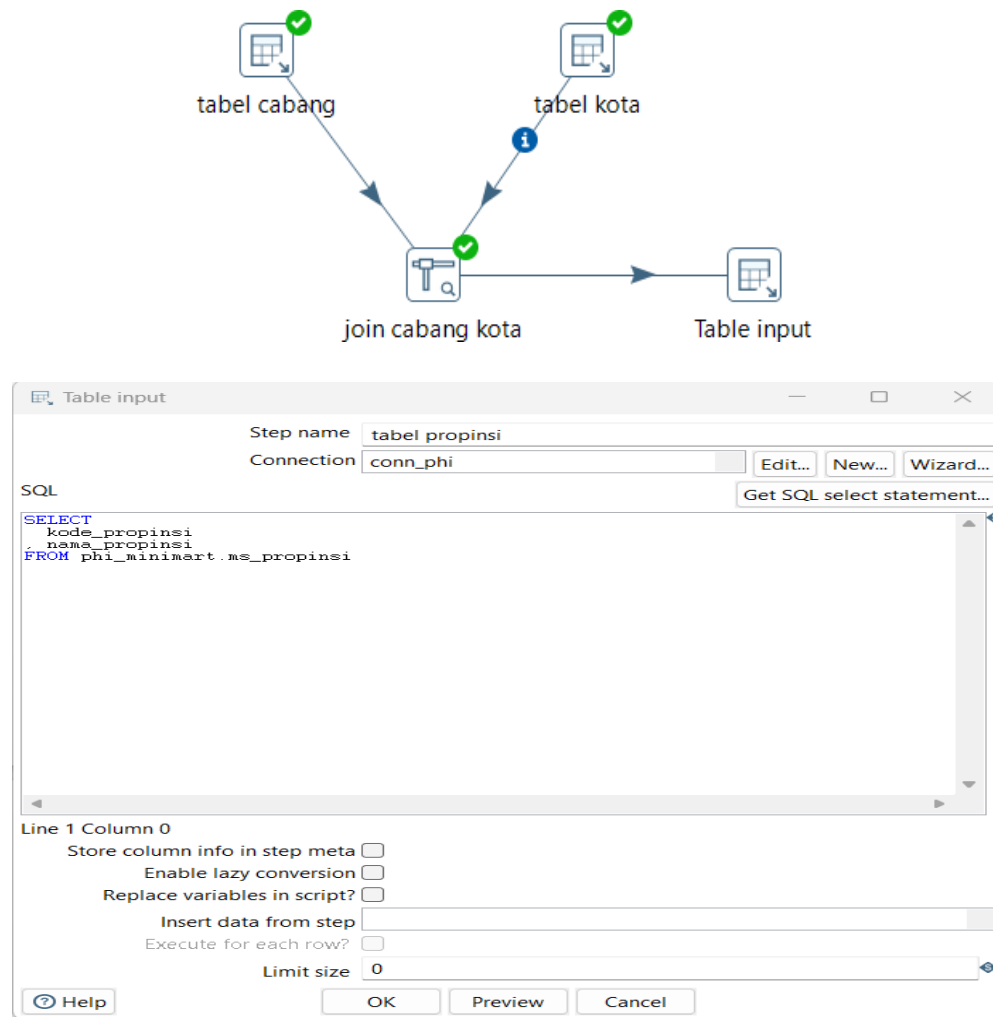 tabel cabang
tabel kota
join cabang kota
Table input
Table input
Step name tabel propinsi
Connection conn_phi Edit... New... Wizard...
SQL
Get SQL select statement...
SELECT
kode_propinsi
, nama_propinsi
FROM phi_minimart.ms_propinsi
Line 1 Column 0
Store column info in step meta
Enable lazy conversion
Replace variables in script?
Insert data from step
Execute for each row?
Limit size 0
Help OK Preview Cancel